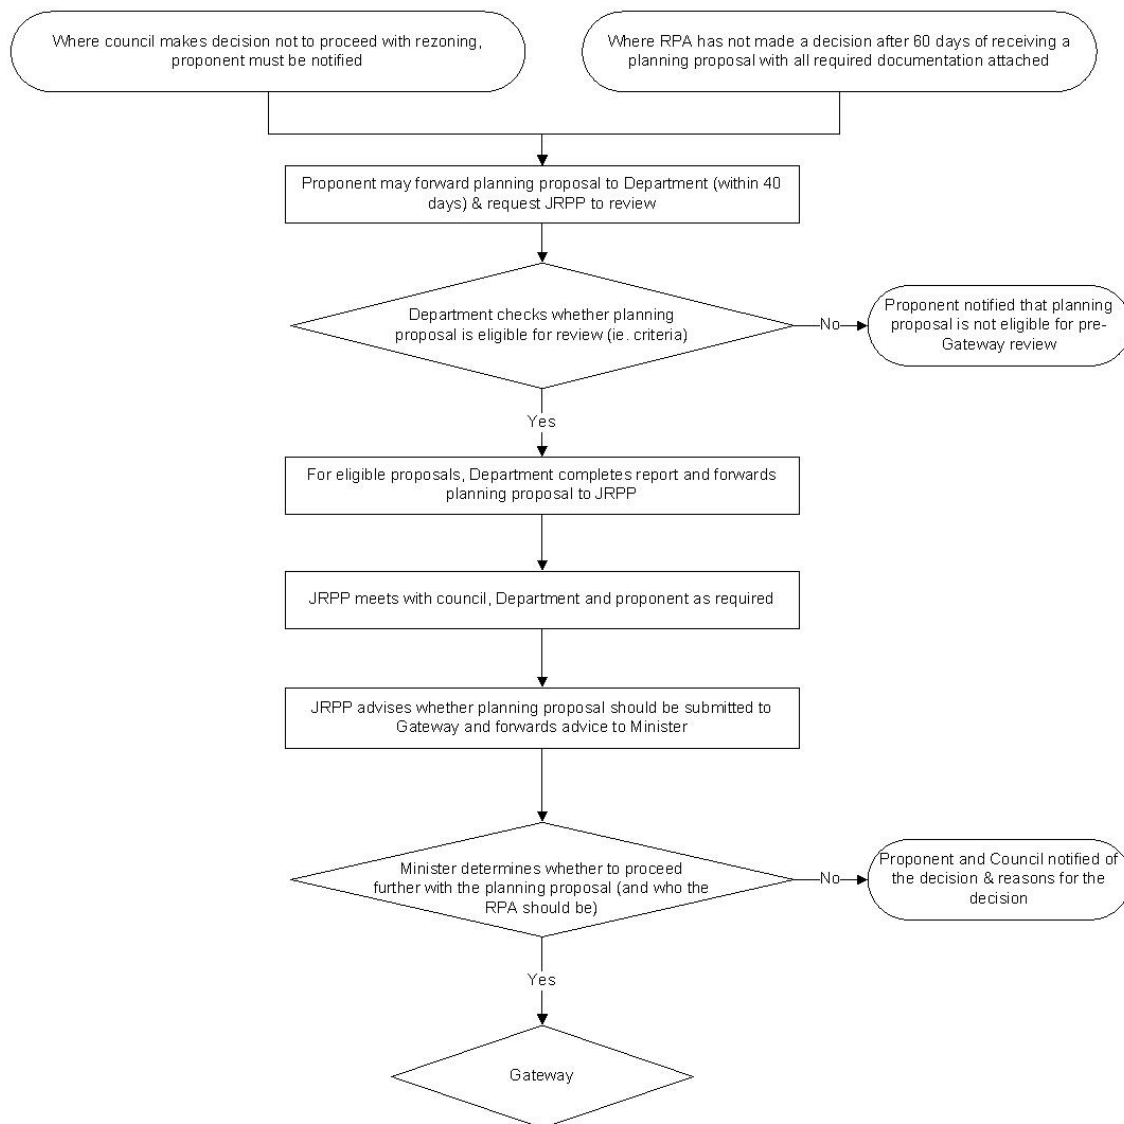 Where council makes decision not to proceed with rezoning,
proponent must be notified
Where RPA has not made a decision after 60 days of receiving a
planning proposal with all required documentation attached
Proponent may forward planning proposal to Department (within 40
days) & request JRPP to review
Department checks whether planning
proposal is eligible for review (ie. criteria)
No
Proponent notified that planning
proposal is not eligible for pre-
Gateway review
Yes
For eligible proposals, Department completes report and forwards
planning proposal to JRPP
JRPP meets with council, Department and proponent as required
JRPP advises whether planning proposal should be submitted to
Gateway and forwards advice to Minister
Minister determines whether to proceed
further with the planning proposal (and who the
RPA should be)
No
Proponent and Council notified of
the decision & reasons for the
decision
Yes
Gateway